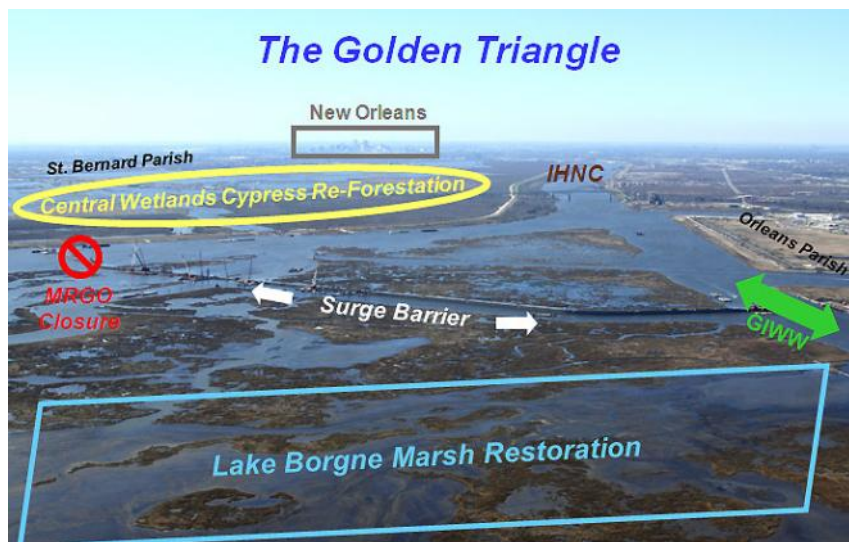 The Golden Triangle
New Orleans
St. Bernard Parish
IHNC
Central Wetlands Cypress Re-Forestation
Orleans Parish
MRGO
Closure
Surge Barrier
GIWW
Lake Borgne Marsh Restoration